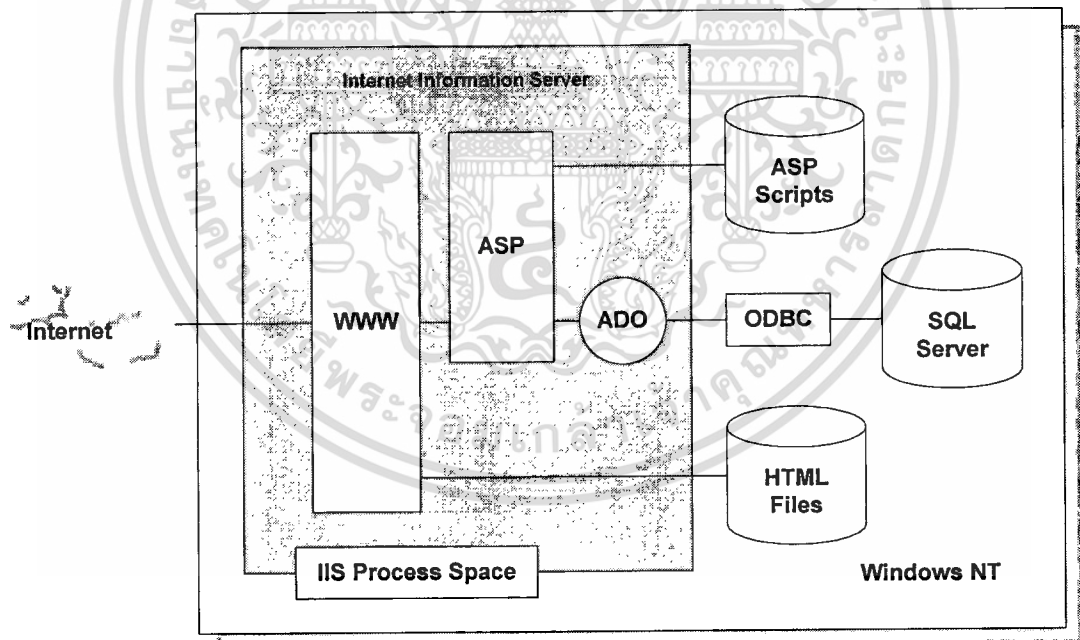 Internet Information Server
ASP
Scripts
ASP
Internet
WWW
ADO
ODBC
SQL
Server
HTML
Files
IIS Process Space
Windows NT